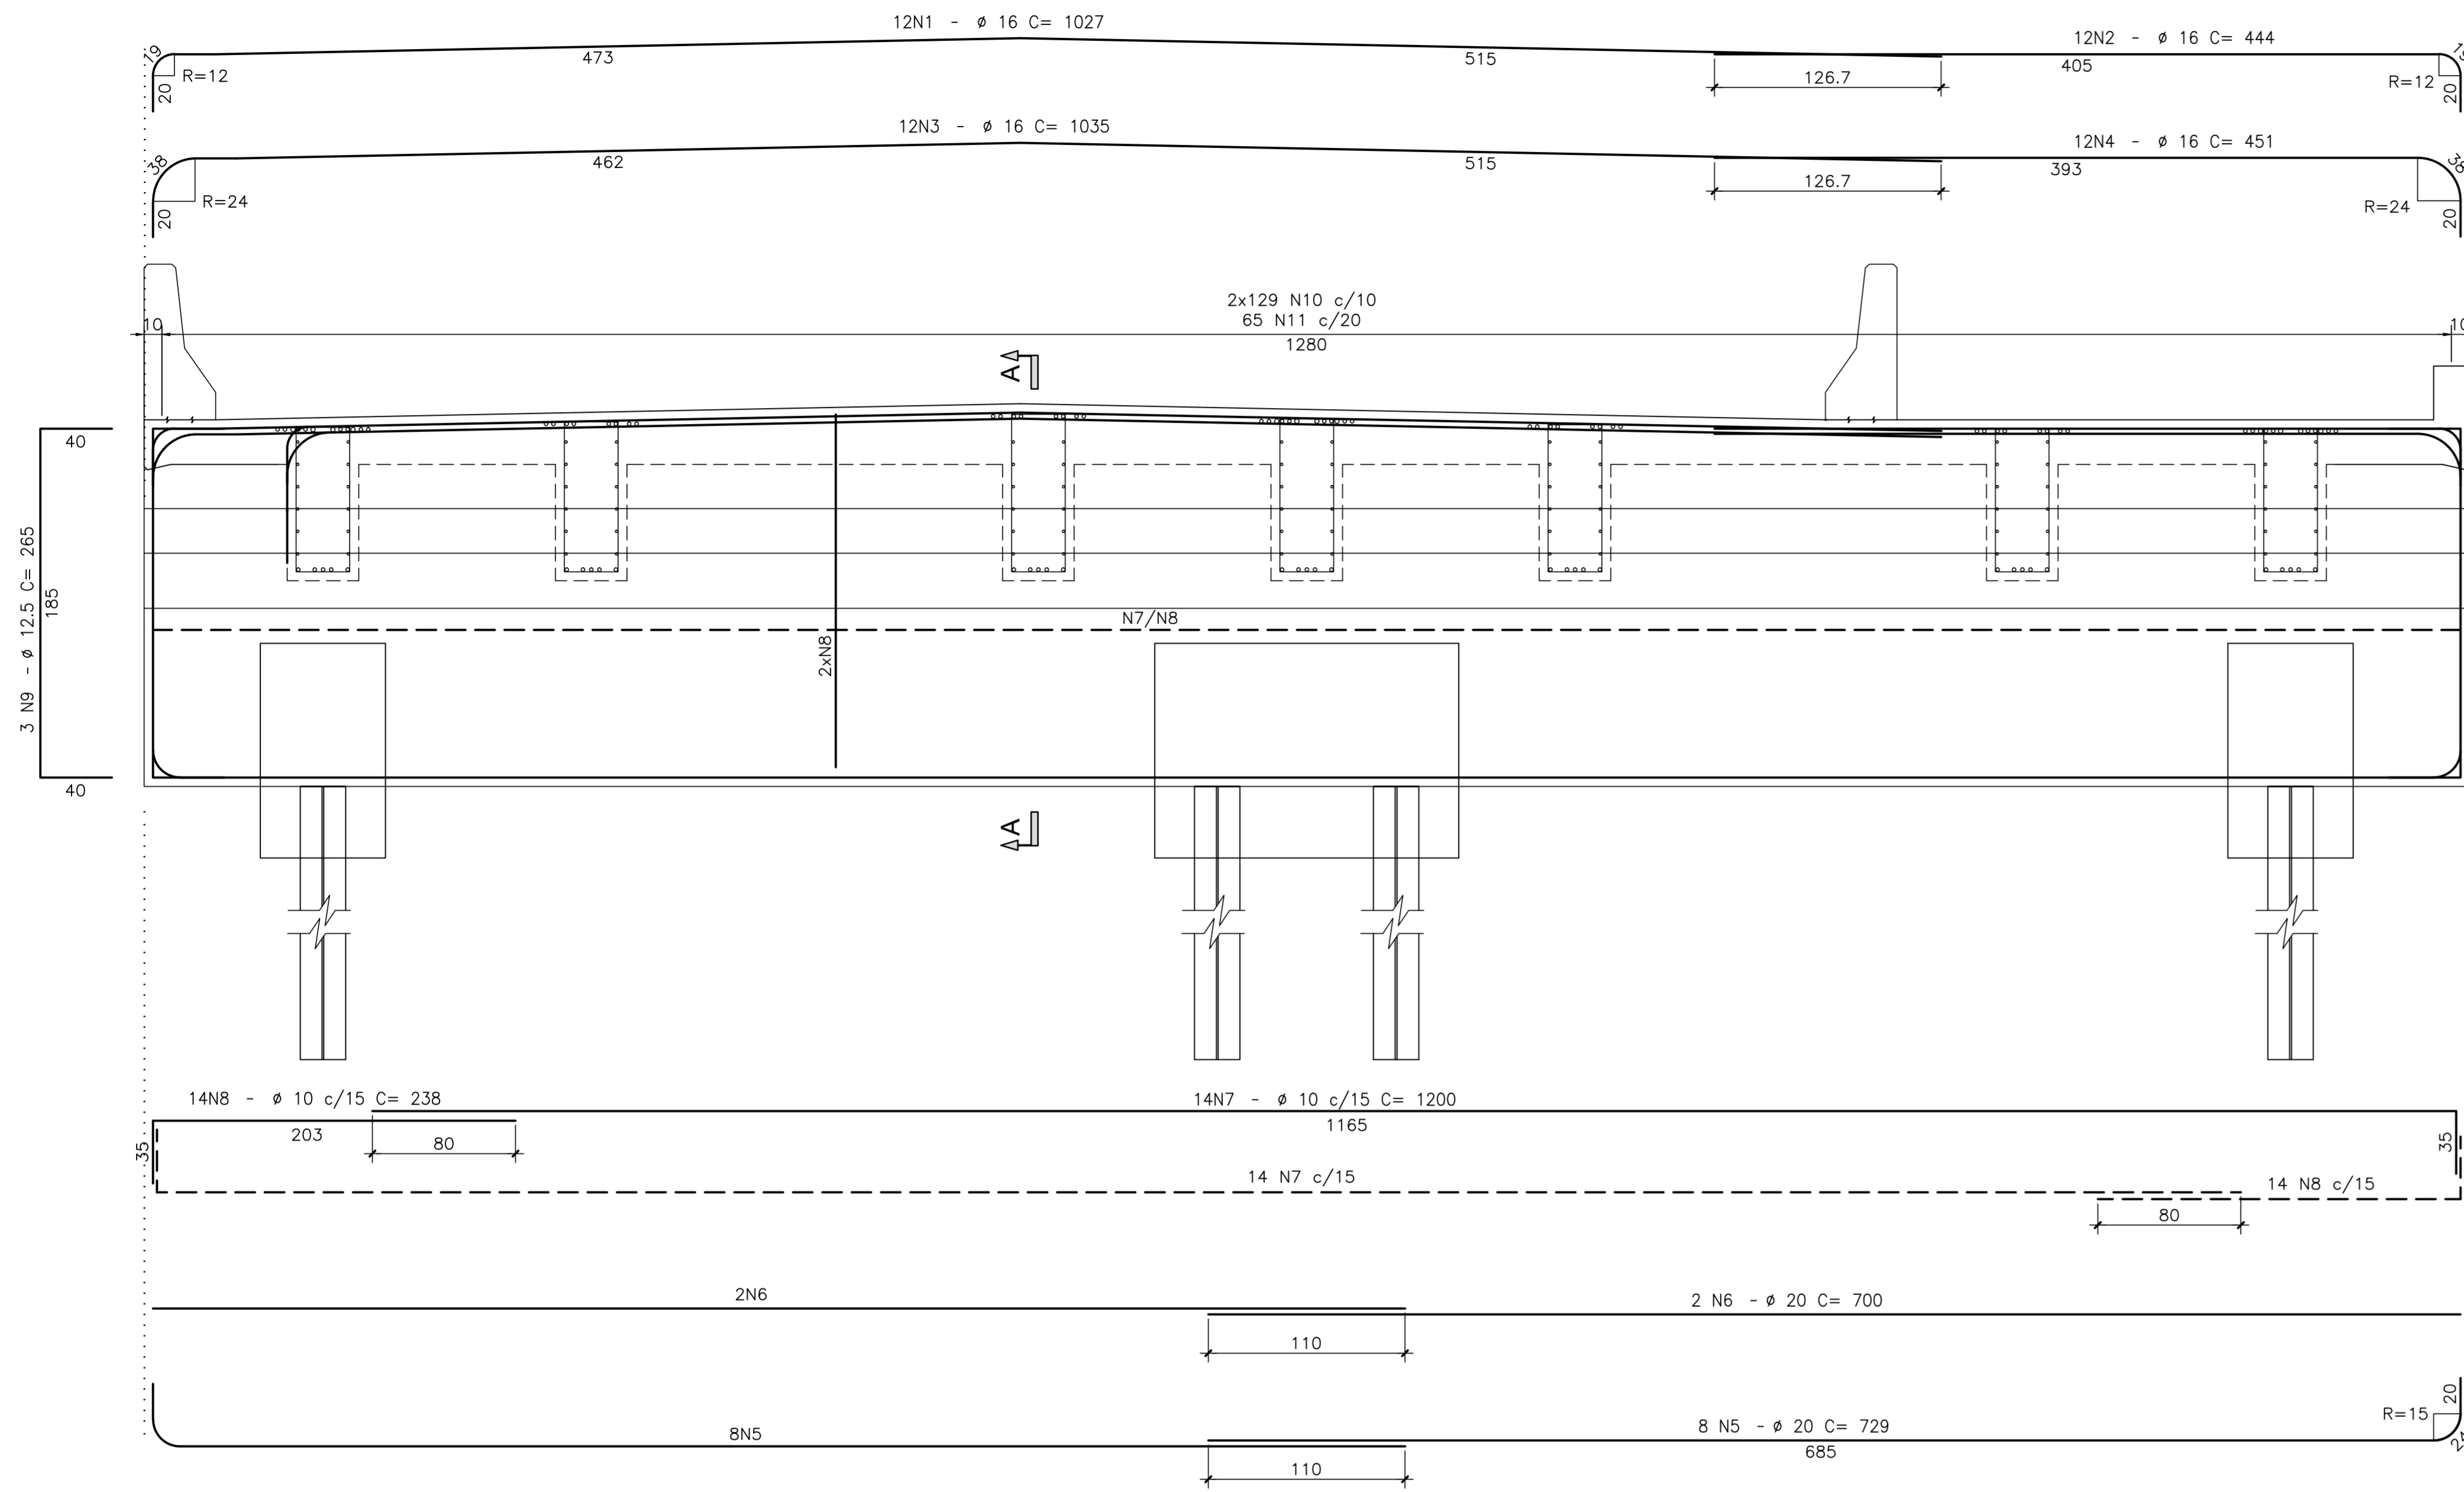 12N1 - ø 16 C= 1027
12N2 - ø 16 C= 444
19
R=12
20
473
515
126.7
405
R=12
20
12N3 - ø 16 C= 1035
12N4 - ø 16 C= 451
38
R=24
20
462
515
126.7
393
R=24
38
20
2x129 N10 c/10
65 N11 c/20
1280
10
10
A
40
3 N9 - ø 12.5 C= 265
185
40
N7/N8
2xN8
A
14N8 - ø 10 c/15 C= 238
14N7 - ø 10 c/15 C= 1200
203
80
1165
35
35
14 N7 c/15
14 N8 c/15
80
2N6
2 N6 - ø 20 C= 700
110
8N5
8 N5 - ø 20 C= 729
685
110
R=15
20